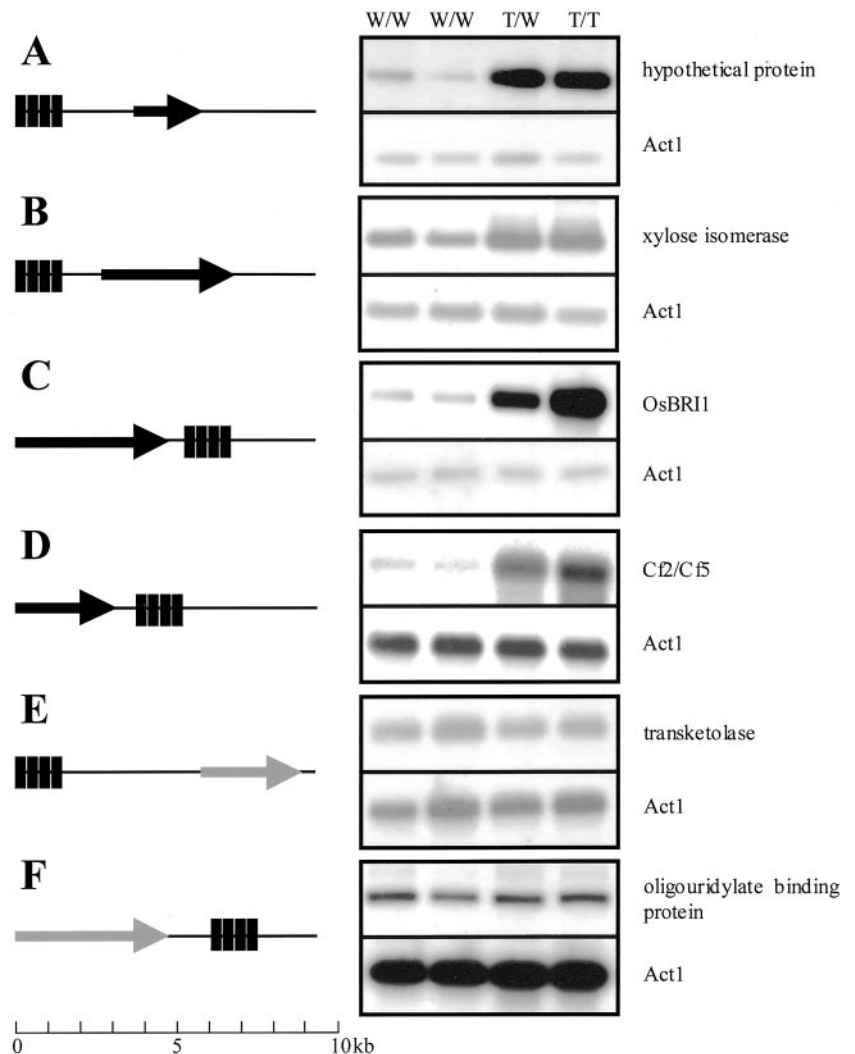 W/W W/W T/W T/T
A
hypothetical protein
Act1
B
xylose isomerase
Act1
C
OsBRI1
Act1
D
Cf2/Cf5
Act1
E
transketolase
Act1
F
oligouridylate binding
protein
Act1
0 5 10kb